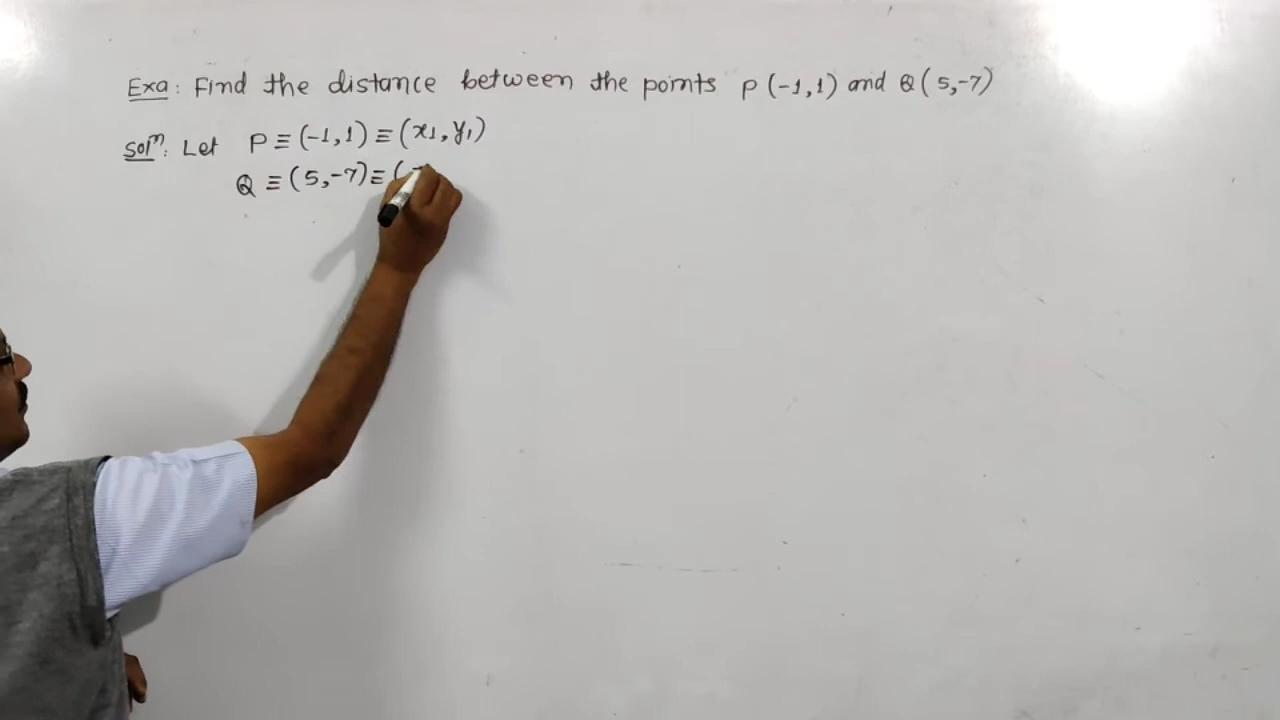 Exa: Find the distance between the points P(-1,1) and Q(5,-7)
Solⁿ: Let P ≡ (-1,1) ≡ (x₁,y₁)
Q ≡ (5,-7) ≡ (